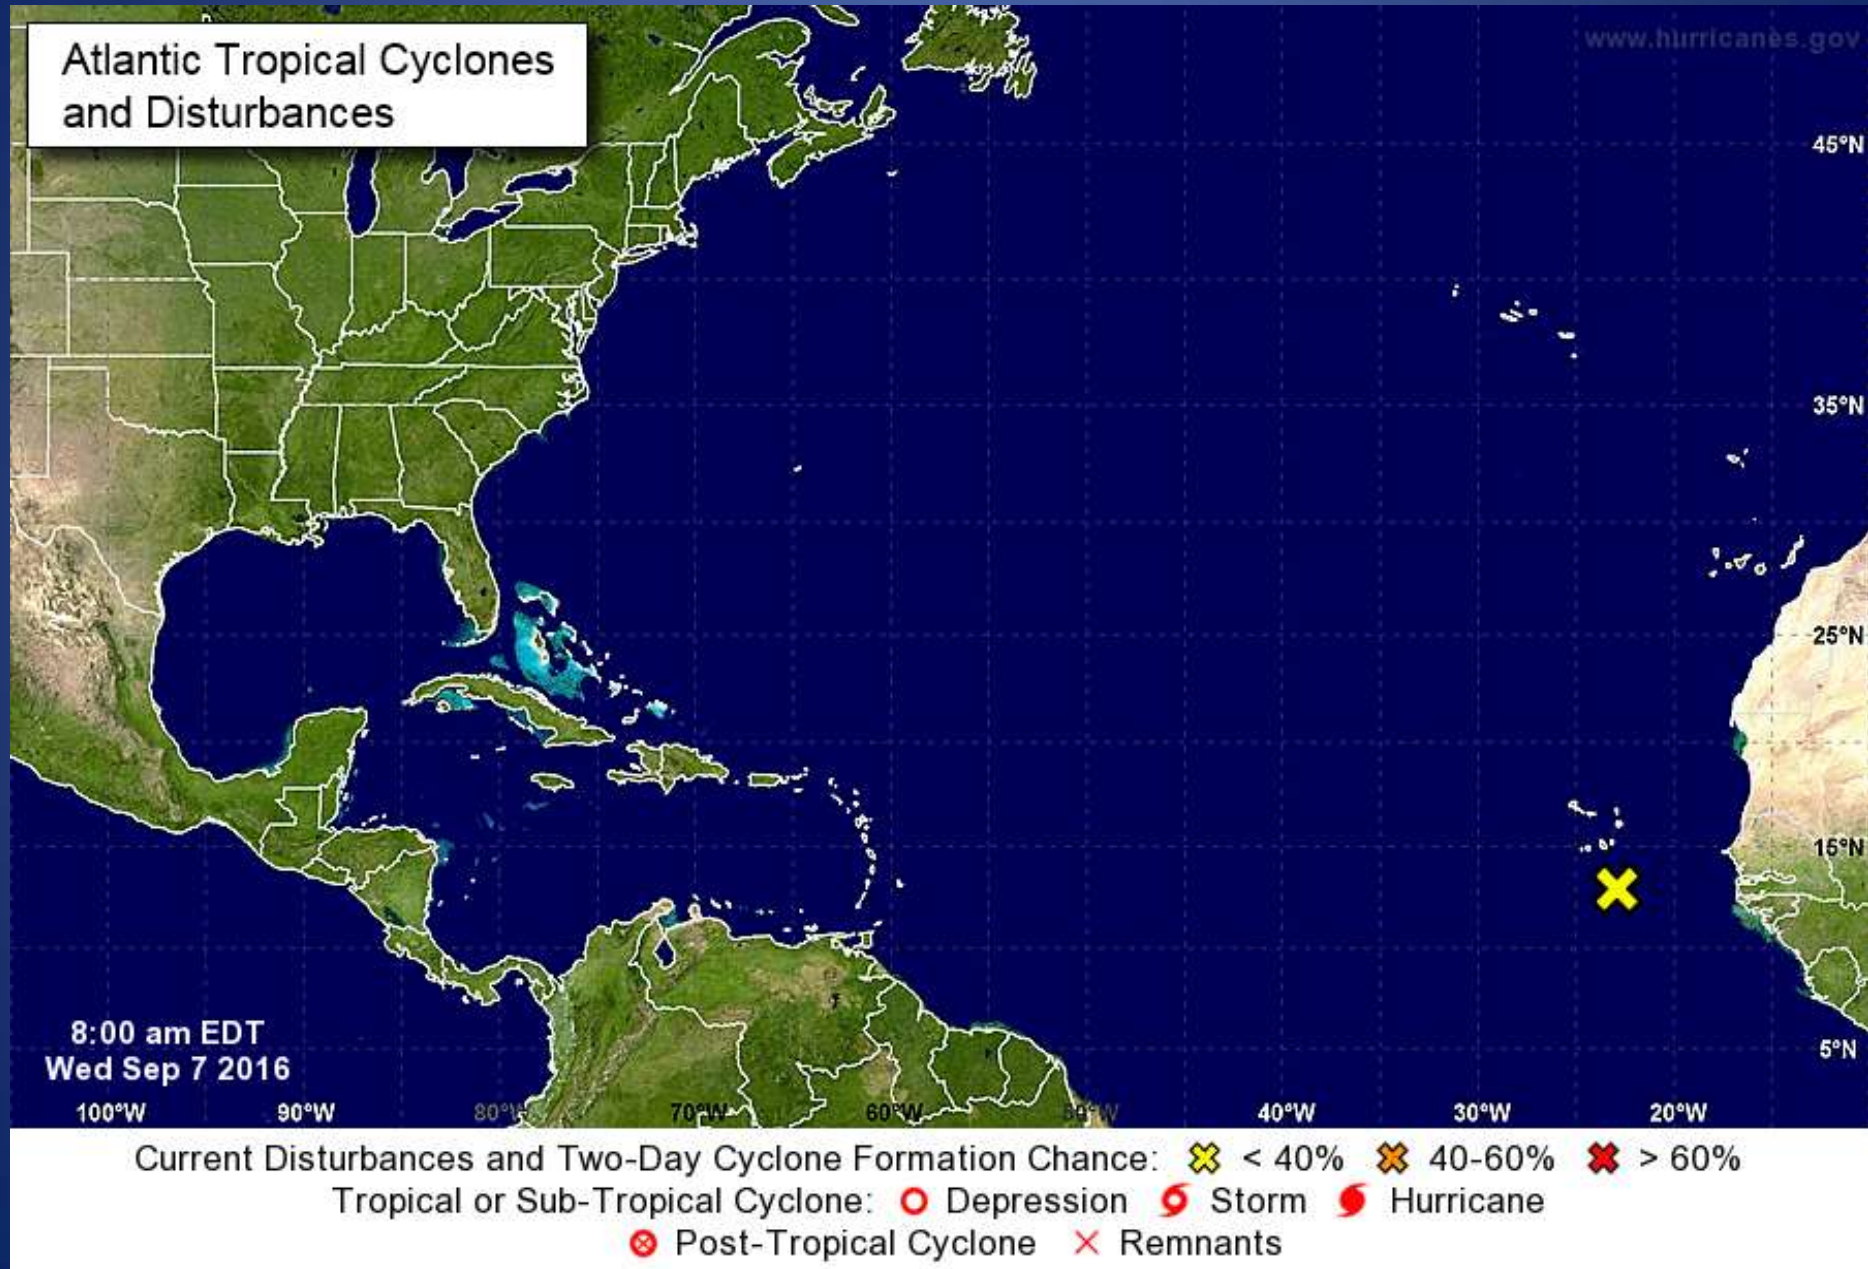 Atlantic Tropical Cyclones
and Disturbances
www.hurricanes.gov
45°N
35°N
25°N
15°N
5°N
8:00 am EDT
Wed Sep 7 2016
100°W 90°W 80°W 70°W 60°W 50°W 40°W 30°W 20°W
Current Disturbances and Two-Day Cyclone Formation Chance: < 40% 40-60% > 60%
Tropical or Sub-Tropical Cyclone: Depression Storm Hurricane
Post-Tropical Cyclone Remnants